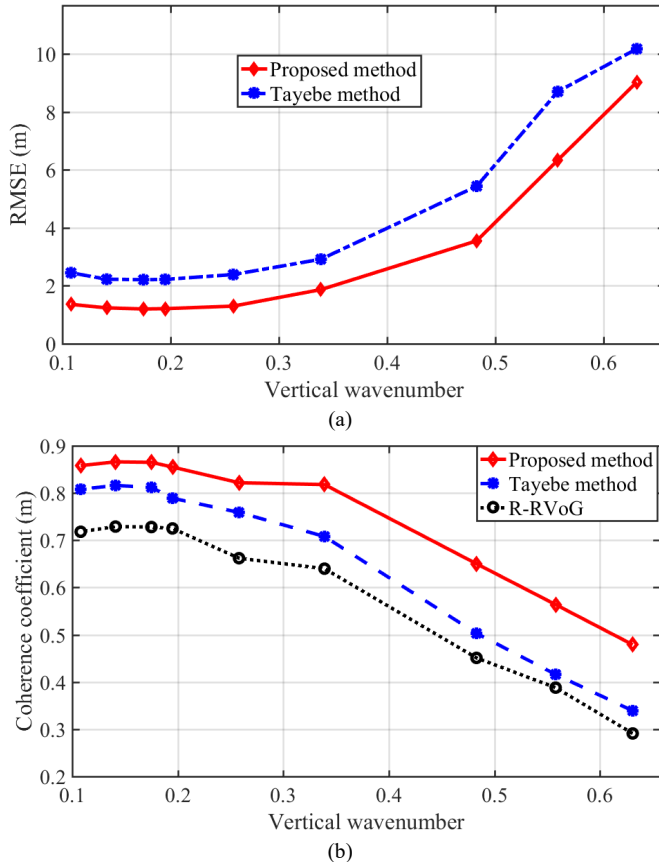 10
8
6
4
2
0
RMSE (m)
Proposed method
Tayebe method
0.1 0.2 0.3 0.4 0.5 0.6
Vertical wavenumber
(a)
0.9
0.8
0.7
0.6
0.5
0.4
0.3
0.2
Coherence coefficient (m)
Proposed method
Tayebe method
R-RVoG
0.1 0.2 0.3 0.4 0.5 0.6
Vertical wavenumber
(b)